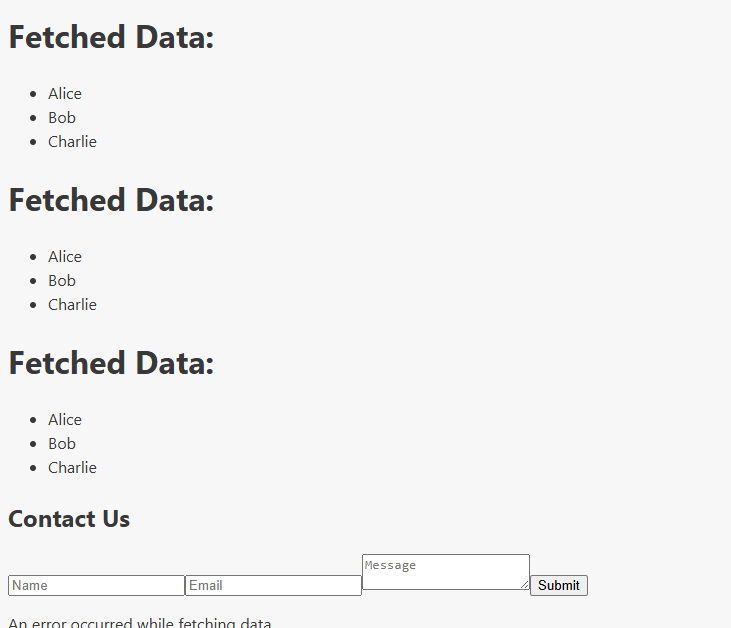 Fetched Data:
Alice
Bob
Charlie
Fetched Data:
Alice
Bob
Charlie
Fetched Data:
Alice
Bob
Charlie
Contact Us
Name Email Message Submit
An error occurred while fetching data